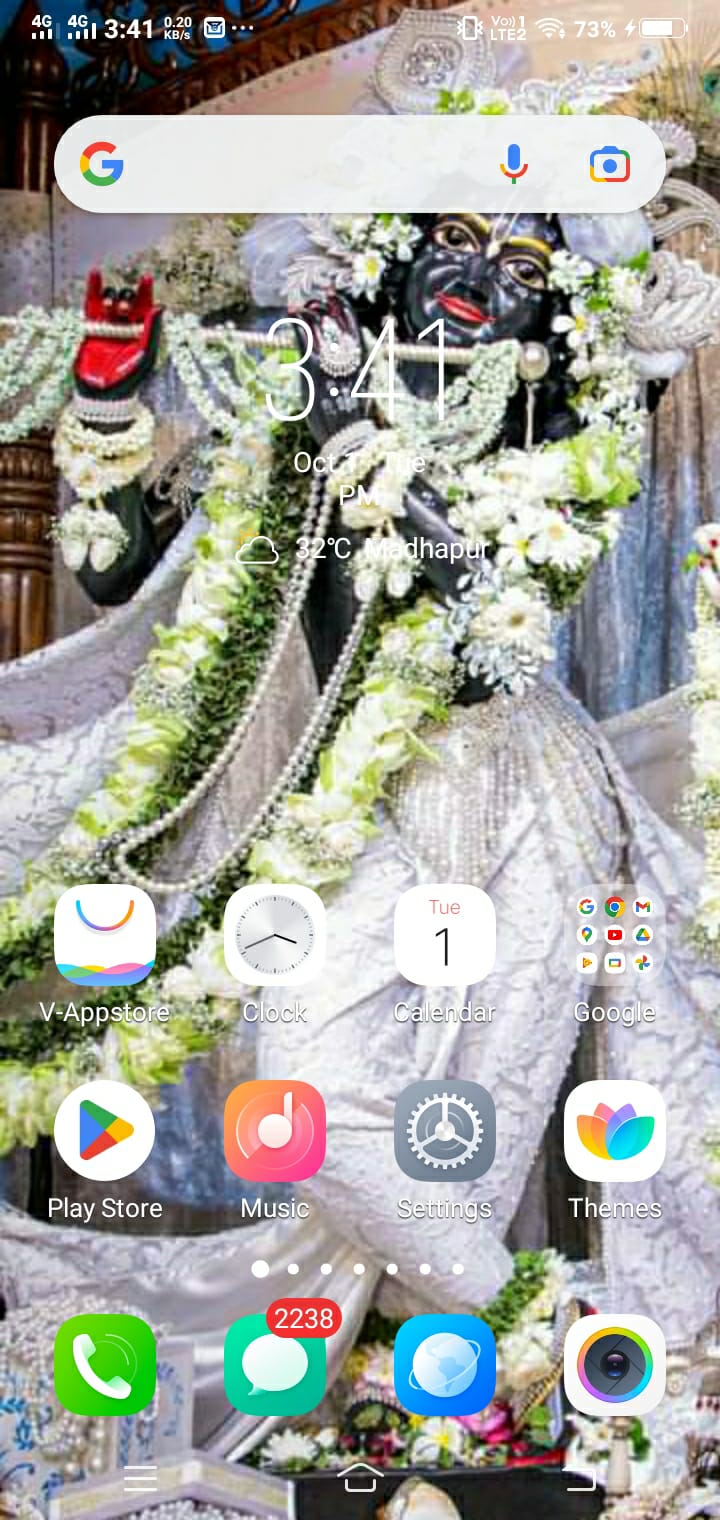 4G 4G 3:41 0.20 KB/s ... Vo)) 1 LTE2 73%
3:41
Oct 1 Tue
PM
32℃ Madhapur
Tue
1
V-Appstore Clock Calendar Google
Play Store Music Settings Themes
2238